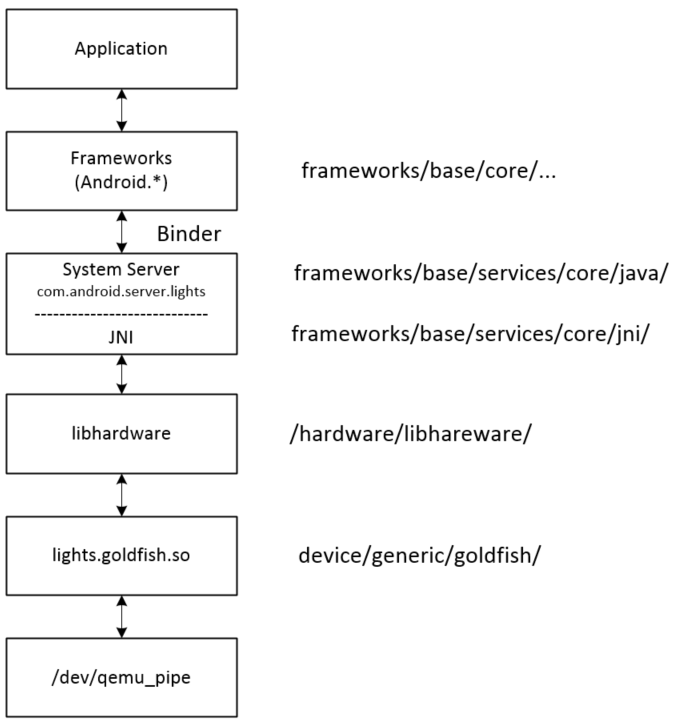 Application
Frameworks
(Android.*)
frameworks/base/core/...
Binder
System Server
com.android.server.lights
frameworks/base/services/core/java/
----------------------------
JNI
frameworks/base/services/core/jni/
libhardware
/hardware/libhareware/
lights.goldfish.so
device/generic/goldfish/
/dev/qemu_pipe